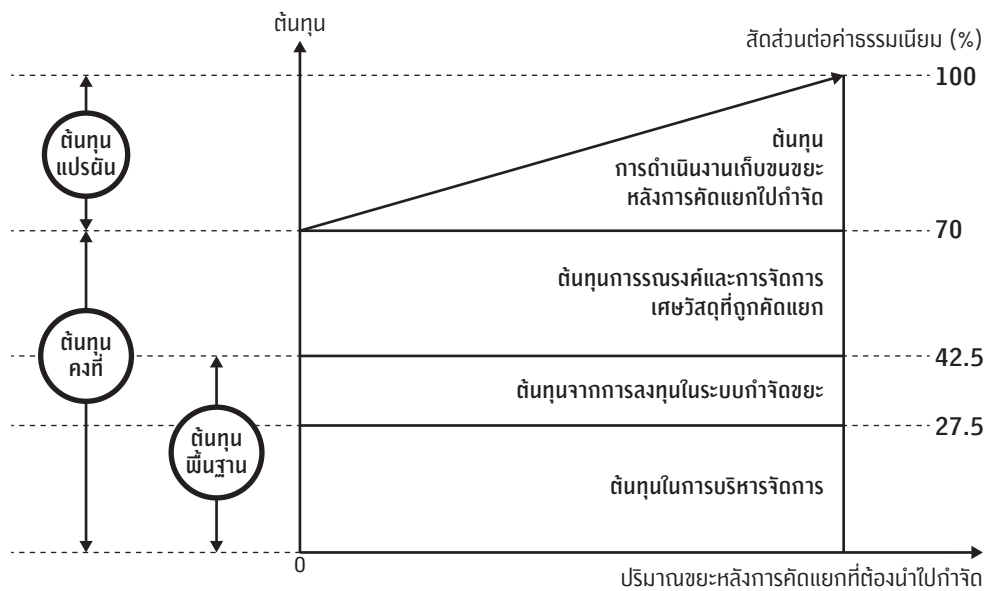 ต้นทุน
สัดส่วนต่อค่าธรรมเนียม (%)
100
ต้นทุน
แปรผัน
ต้นทุน
การดำเนินงานเก็บขนขยะ
หลังการคัดแยกไปกำจัด
70
ต้นทุนการรณรงค์และการจัดการ
เศษวัสดุที่ถูกคัดแยก
ต้นทุน
คงที่
42.5
ต้นทุนจากการลงทุนในระบบกำจัดขยะ
27.5
ต้นทุน
พื้นฐาน
ต้นทุนในการบริหารจัดการ
0
ปริมาณขยะหลังการคัดแยกที่ต้องนำไปกำจัด